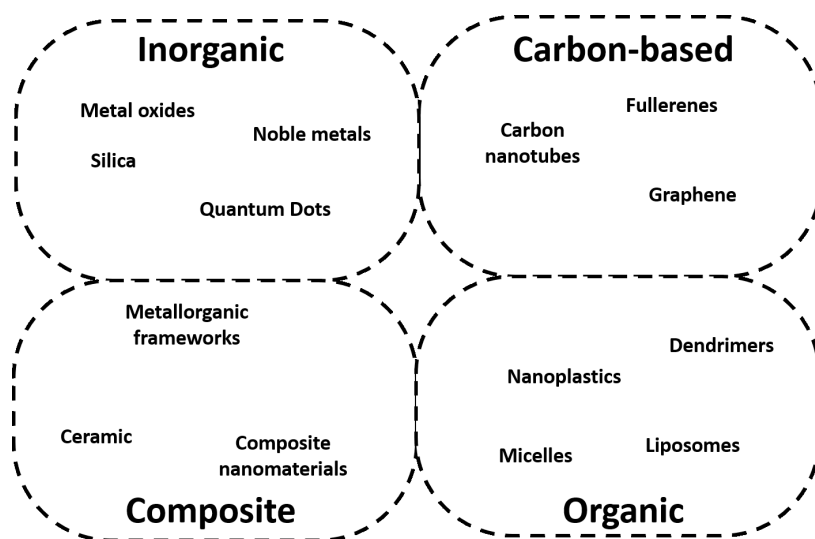 Inorganic
Metal oxides
Noble metals
Silica
Quantum Dots
Carbon-based
Fullerenes
Carbon
nanotubes
Graphene
Metallorganic
frameworks
Ceramic
Composite
nanomaterials
Composite
Dendrimers
Nanoplastics
Liposomes
Micelles
Organic